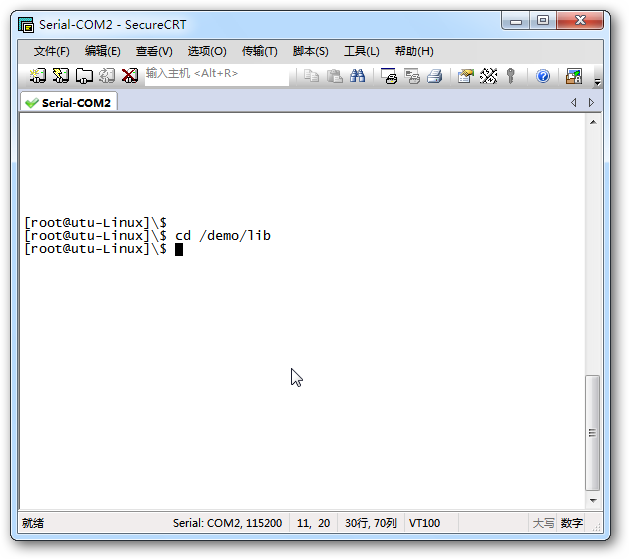 Serial-COM2 - SecureCRT
文件(F) 编辑(E) 查看(V) 选项(O) 传输(T) 脚本(S) 工具(L) 帮助(H)
输入主机 <Alt+R>
Serial-COM2
[root@utu-Linux]\$
[root@utu-Linux]\$ cd /demo/lib
[root@utu-Linux]\$
就绪 Serial: COM2, 115200 11, 20 30行, 70列 VT100 大写 数字